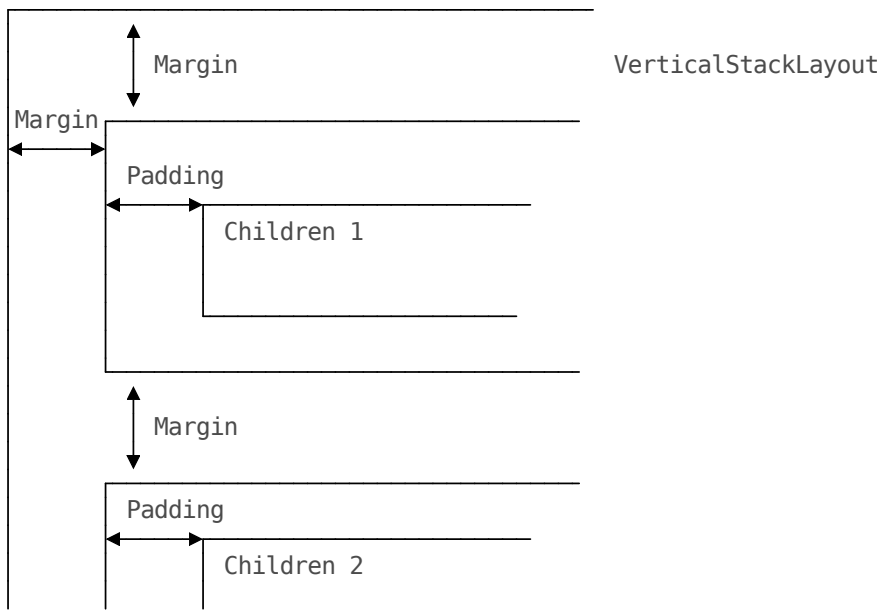 Margin VerticalStackLayout
Margin
Padding
Children 1
Margin
Padding
Children 2